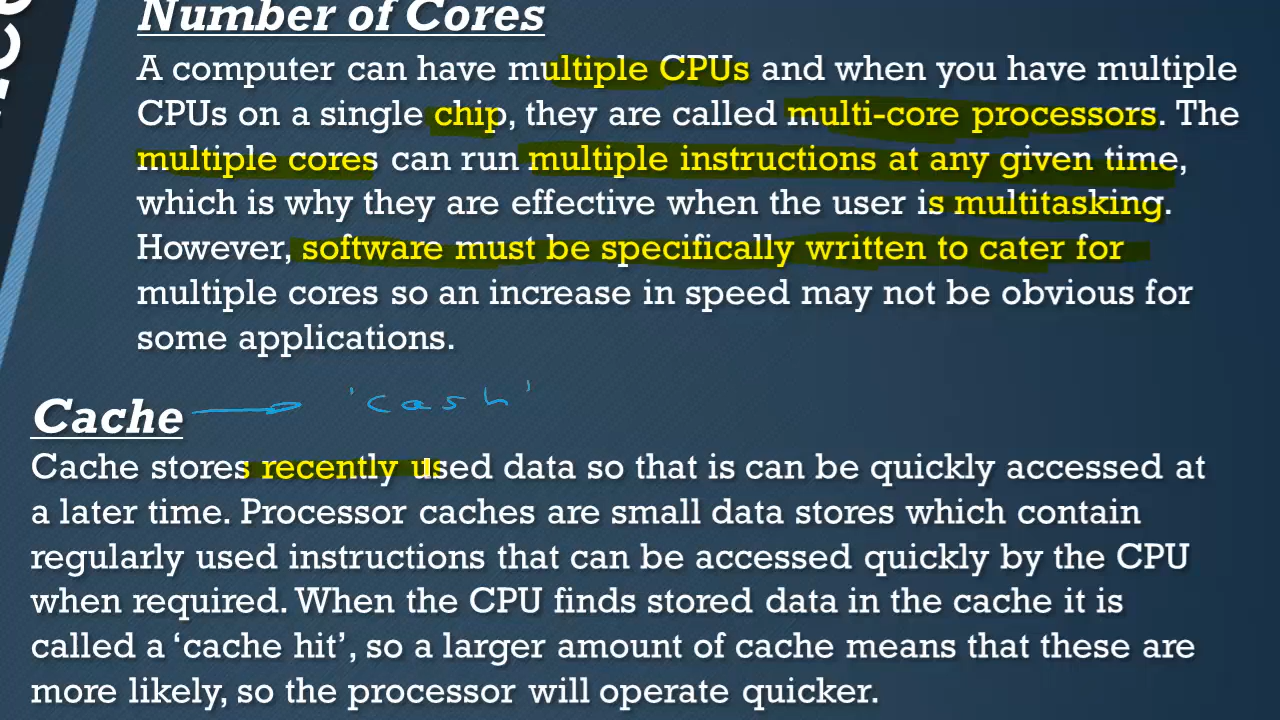 Number of Cores
A computer can have multiple CPUs and when you have multiple
CPUs on a single chip, they are called multi-core processors. The
multiple cores can run multiple instructions at any given time,
which is why they are effective when the user is multitasking.
However, software must be specifically written to cater for
multiple cores so an increase in speed may not be obvious for
some applications.
Cache 'cash'
Cache stores recently used data so that is can be quickly accessed at
a later time. Processor caches are small data stores which contain
regularly used instructions that can be accessed quickly by the CPU
when required. When the CPU finds stored data in the cache it is
called a ‘cache hit’, so a larger amount of cache means that these are
more likely, so the processor will operate quicker.